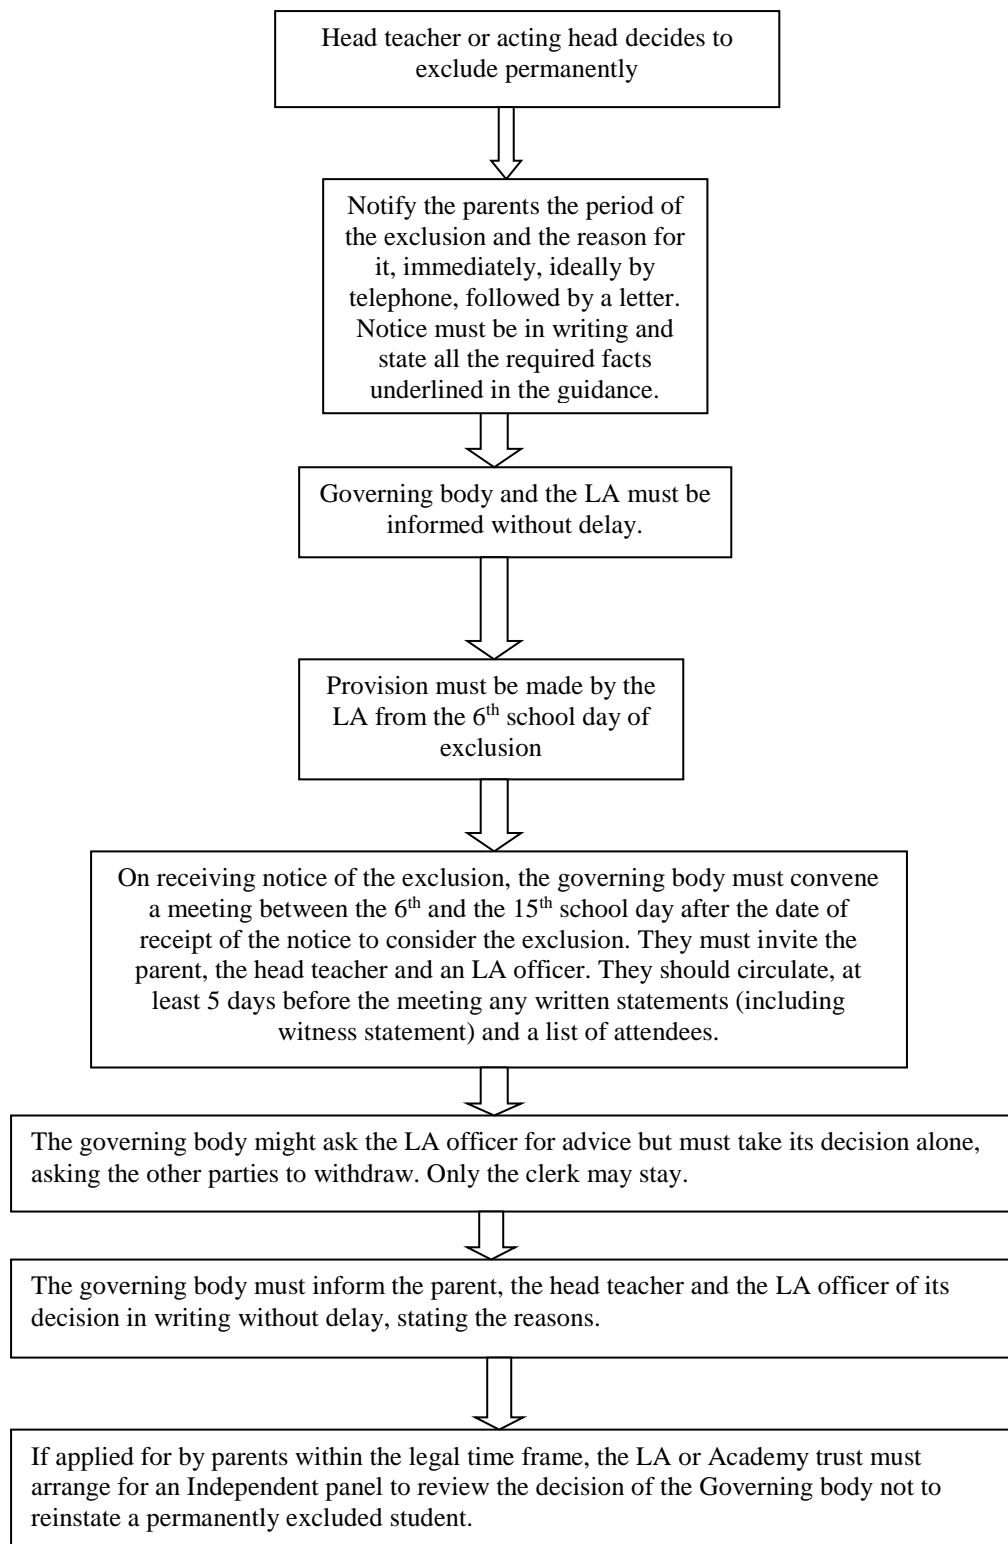 Head teacher or acting head decides to
exclude permanently
Notify the parents the period of
the exclusion and the reason for
it, immediately, ideally by
telephone, followed by a letter.
Notice must be in writing and
state all the required facts
underlined in the guidance.
Governing body and the LA must be
informed without delay.
Provision must be made by the
LA from the 6th school day of
exclusion
On receiving notice of the exclusion, the governing body must convene
a meeting between the 6th and the 15th school day after the date of
receipt of the notice to consider the exclusion. They must invite the
parent, the head teacher and an LA officer. They should circulate, at
least 5 days before the meeting any written statements (including
witness statement) and a list of attendees.
The governing body might ask the LA officer for advice but must take its decision alone,
asking the other parties to withdraw. Only the clerk may stay.
The governing body must inform the parent, the head teacher and the LA officer of its
decision in writing without delay, stating the reasons.
If applied for by parents within the legal time frame, the LA or Academy trust must
arrange for an Independent panel to review the decision of the Governing body not to
reinstate a permanently excluded student.